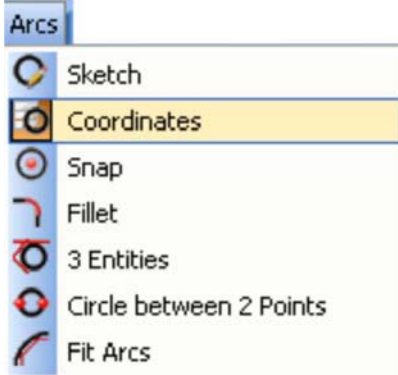 Arcs
Sketch
Coordinates
Snap
Fillet
3 Entities
Circle between 2 Points
Fit Arcs